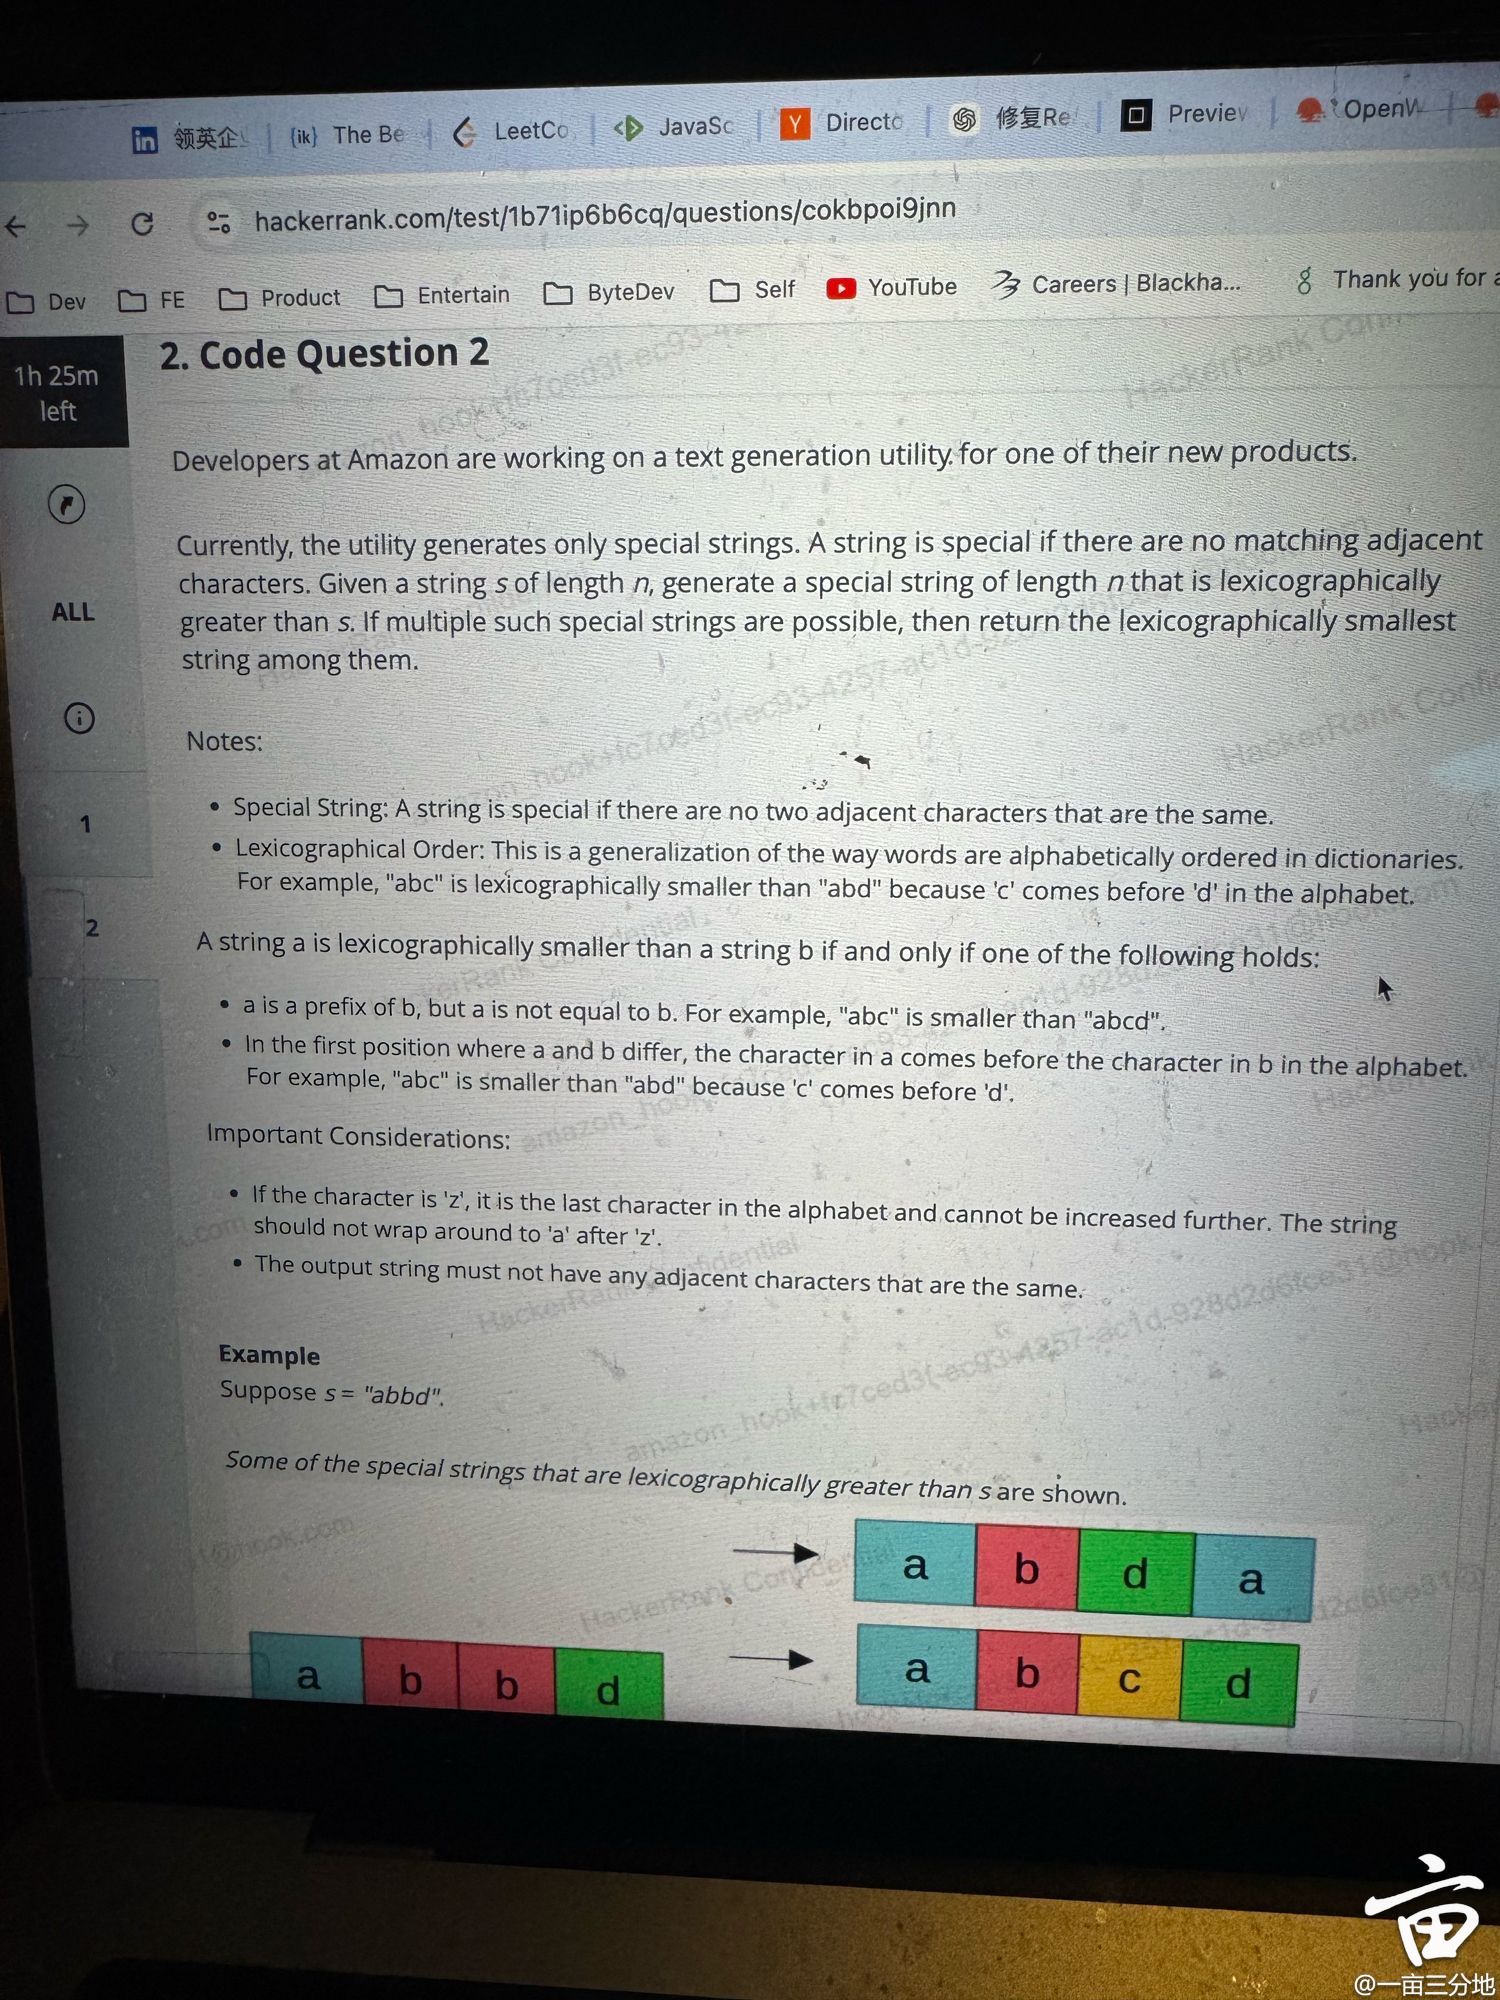 领英企
{ik} The Be
LeetCo
JavaSc
Y Directo
修复Re
Previev
OpenW
hackerrank.com/test/1b71ip6b6cq/questions/cokbpoi9jnn
Dev
FE
Product
Entertain
ByteDev
Self
YouTube
Careers | Blackha...
Thank you for a
1h 25m
left
ALL
1
2
2. Code Question 2
Developers at Amazon are working on a text generation utility for one of their new products.
Currently, the utility generates only special strings. A string is special if there are no matching adjacent
characters. Given a string s of length n, generate a special string of length n that is lexicographically
greater than s. If multiple such special strings are possible, then return the lexicographically smallest
string among them.
Notes:
• Special String: A string is special if there are no two adjacent characters that are the same.
• Lexicographical Order: This is a generalization of the way words are alphabetically ordered in dictionaries.
For example, "abc" is lexicographically smaller than "abd" because 'c' comes before 'd' in the alphabet.
A string a is lexicographically smaller than a string b if and only if one of the following holds:
• a is a prefix of b, but a is not equal to b. For example, "abc" is smaller than "abcd".
• In the first position where a and b differ, the character in a comes before the character in b in the alphabet.
For example, "abc" is smaller than "abd" because 'c' comes before 'd'.
Important Considerations:
• If the character is 'z', it is the last character in the alphabet and cannot be increased further. The string
should not wrap around to 'a' after 'z'.
• The output string must not have any adjacent characters that are the same.
Example
Suppose s = "abbd".
Some of the special strings that are lexicographically greater than s are shown.
a b d a
a b b d
a b c d
亩
@一亩三分地